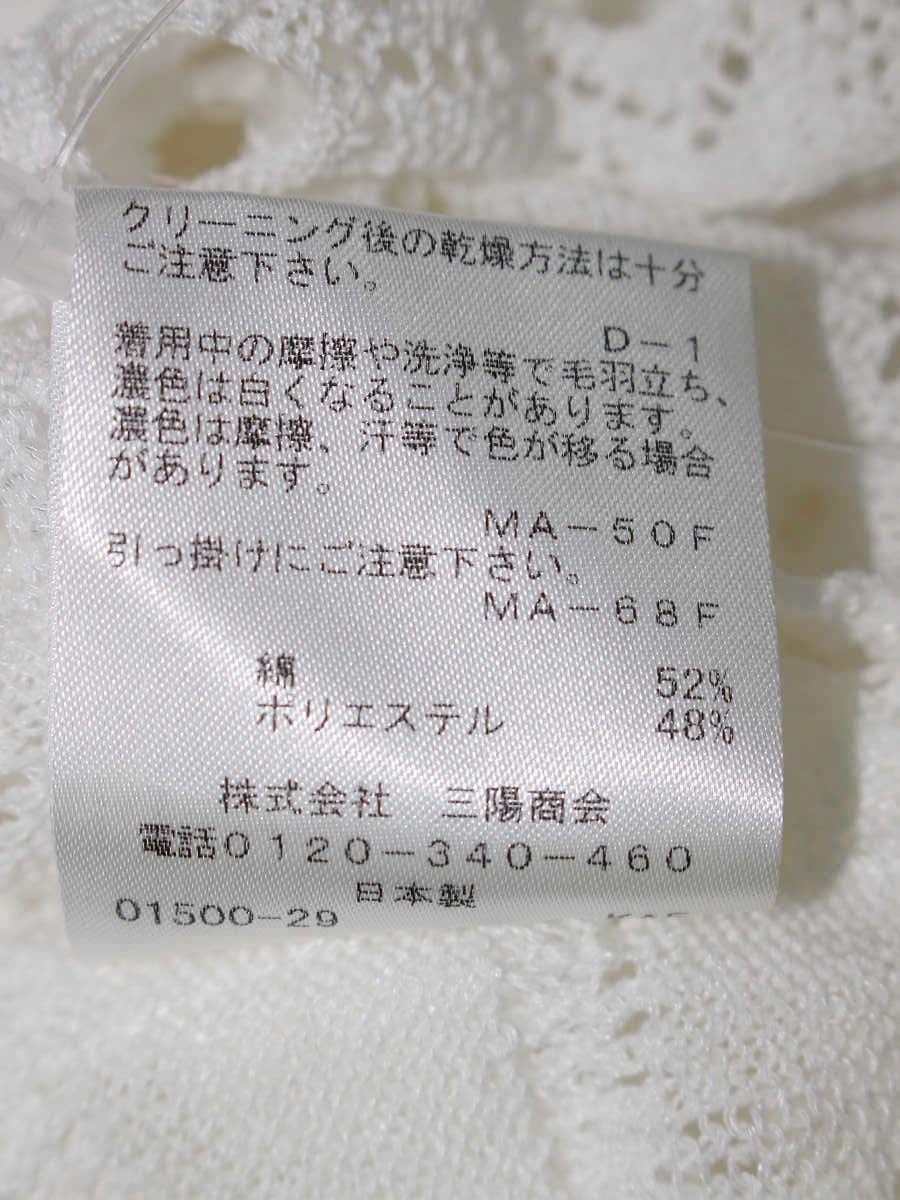 クリーニング後の乾燥方法は十分
ご注意下さい。
D-1
着用中の摩擦や洗浄等で毛羽立ち、
濃色は白くなることがあります。
濃色は摩擦、汗等で色が移る場合
があります。
MA-50F
引っ掛けにご注意下さい。
MA-68F
綿 52%
ポリエステル 48%
株式会社 三陽商会
電話0120-340-460
日本製
01500-29